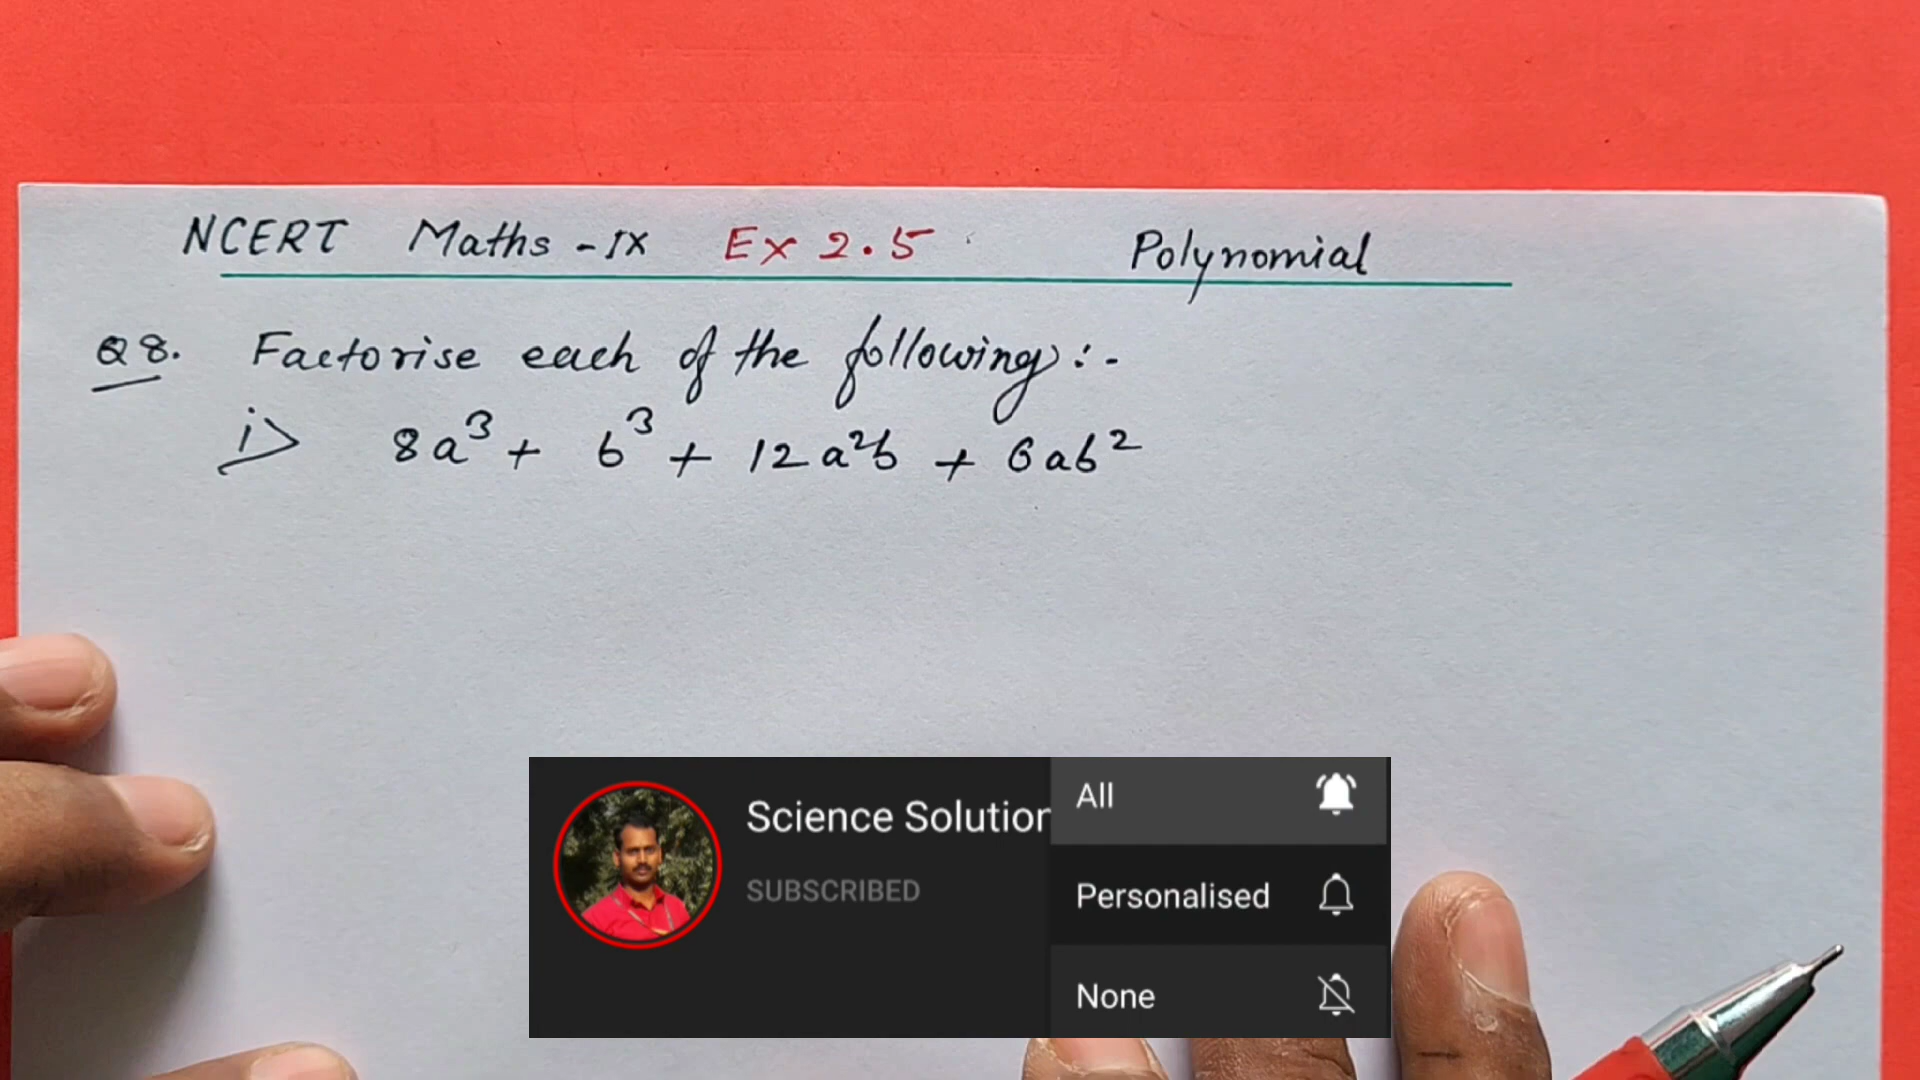 NCERT Maths - IX Ex 2.5 Polynomial
Q8. Factorise each of the following:-
i> 8a³ + b³ + 12a²b + 6ab²
Science Solution
SUBSCRIBED
All
Personalised
None